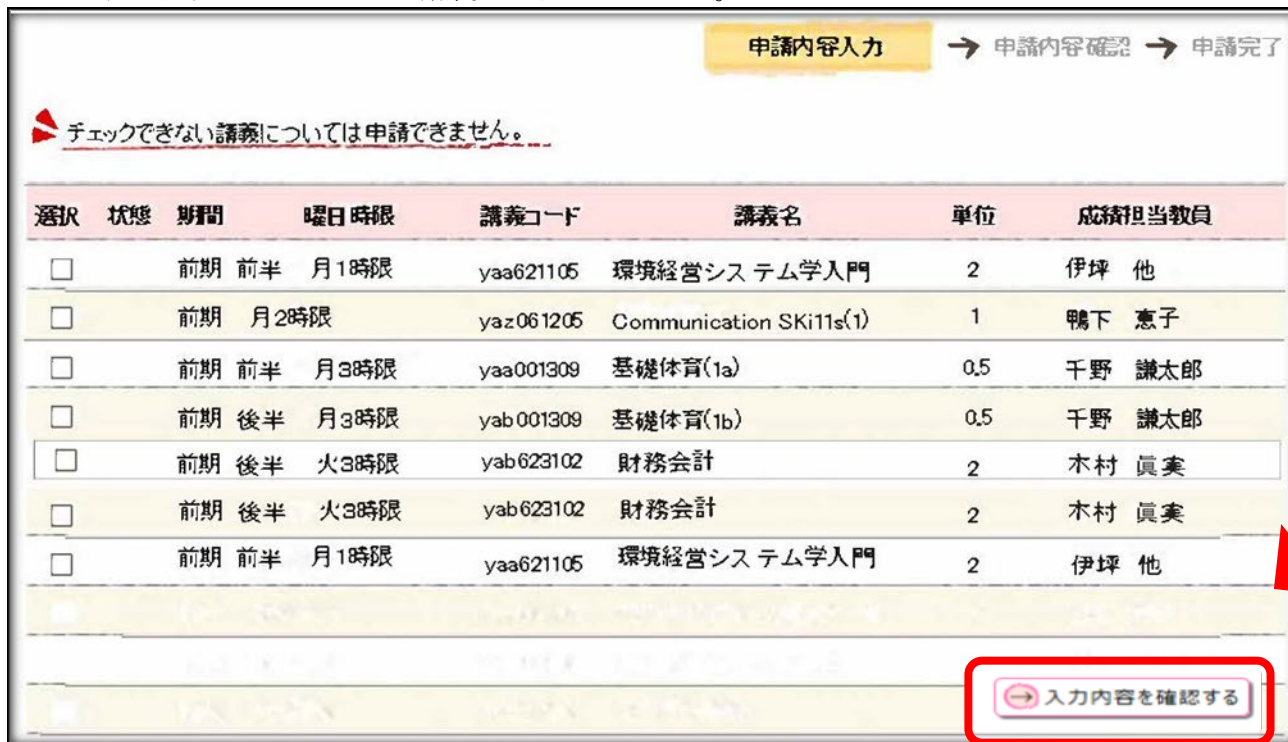 申請内容入力 → 申請内容確認 → 申請完了
チェックできない講義については申請できません。
選択 状態 期間 曜日時限 講義コード 講義名 単位 成績担当教員
前期 前半 月1時限 yaa621105 環境経営システム学入門 2 伊坪 他
前期 月2時限 yaz061205 Communication SKi11s(1) 1 鴨下 恵子
前期 前半 月3時限 yaa001309 基礎体育(1a) 0.5 千野 謙太郎
前期 後半 月3時限 yab001309 基礎体育(1b) 0.5 千野 謙太郎
前期 後半 火3時限 yab623102 財務会計 2 木村 眞実
前期 後半 火3時限 yab623102 財務会計 2 木村 眞実
前期 前半 月1時限 yaa621105 環境経営システム学入門 2 伊坪 他
入力内容を確認する